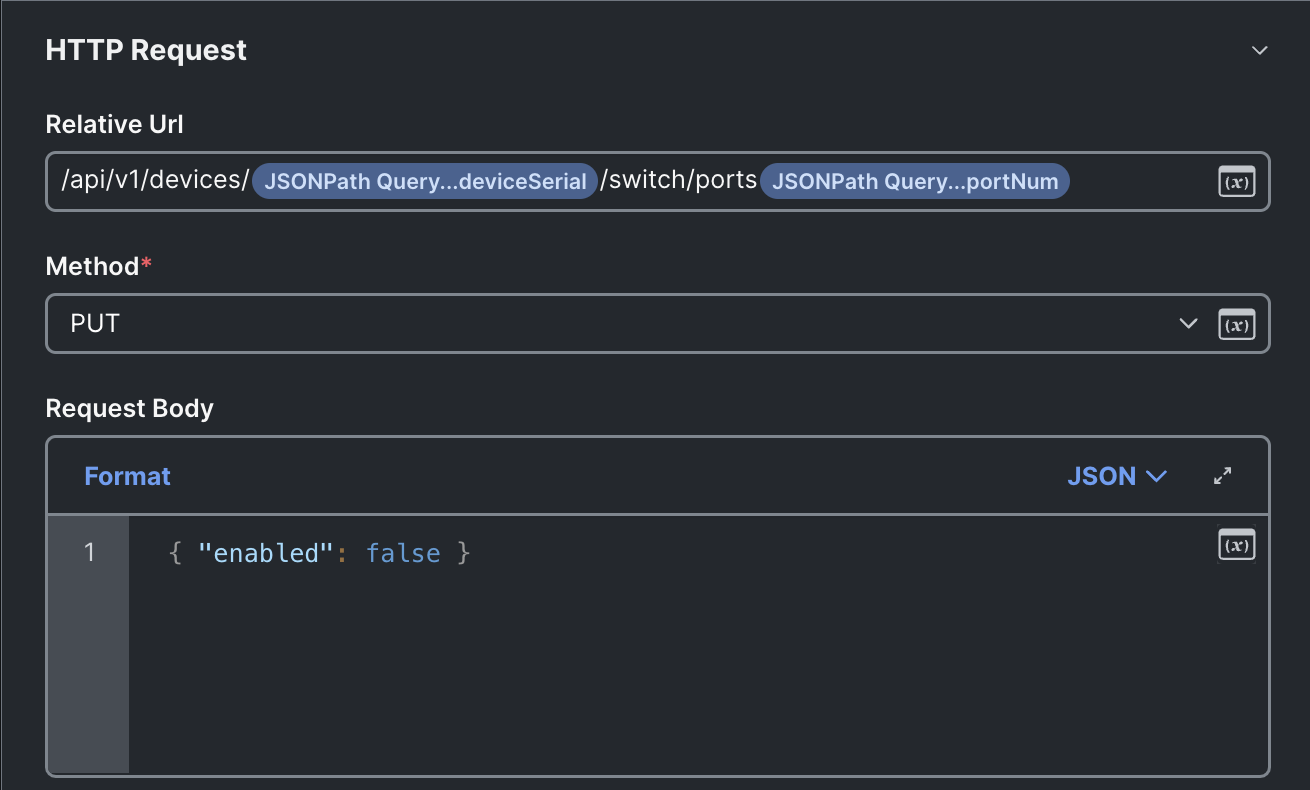 HTTP Request
Relative Url
/api/v1/devices/ JSONPath Query...deviceSerial /switch/ports JSONPath Query...portNum (x)
Method*
PUT (x)
Request Body
Format JSON
1 { "enabled": false } (x)